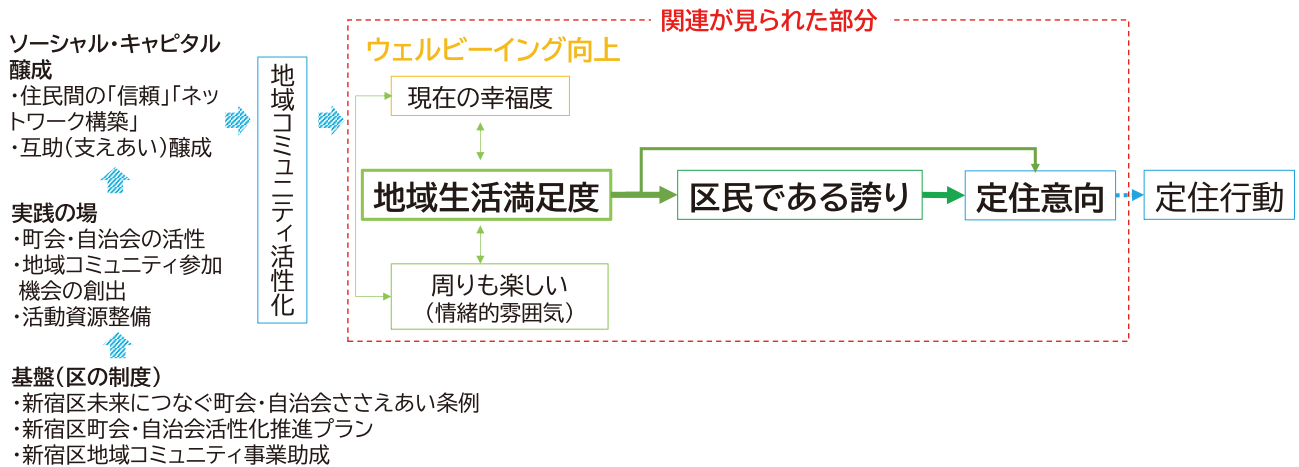 関連が見られた部分
ソーシャル・キャピタル
醸成
・住民間の「信頼」「ネッ
トワーク構築」
・互助（支えあい）醸成
実践の場
・町会・自治会の活性
・地域コミュニティ参加
機会の創出
・活動資源整備
基盤（区の制度）
・新宿区未来につなぐ町会・自治会ささえあい条例
・新宿区町会・自治会活性化推進プラン
・新宿区地域コミュニティ事業助成
地域コミュニティ活性化
ウェルビーイング向上
現在の幸福度
地域生活満足度
周りも楽しい
（情緒的雰囲気）
区民である誇り
定住意向
定住行動